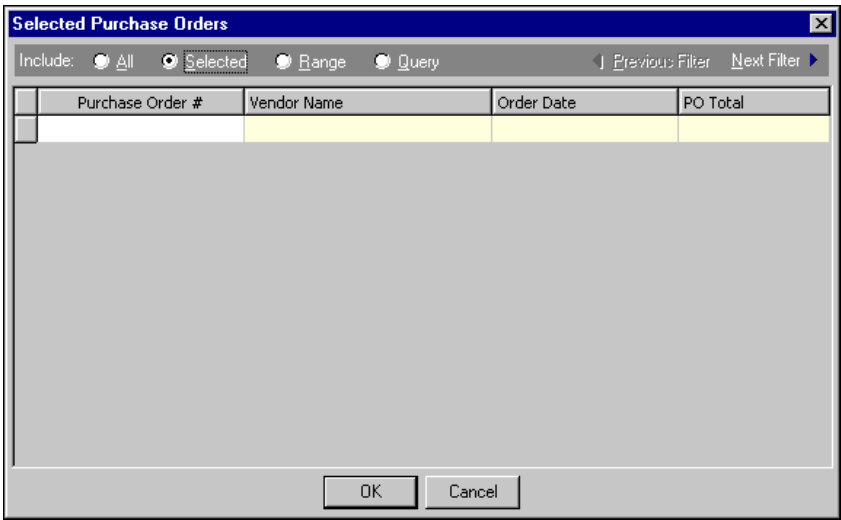 Selected Purchase Orders
Include: All Selected Range Query Previous Filter Next Filter
Purchase Order # Vendor Name Order Date PO Total
OK Cancel